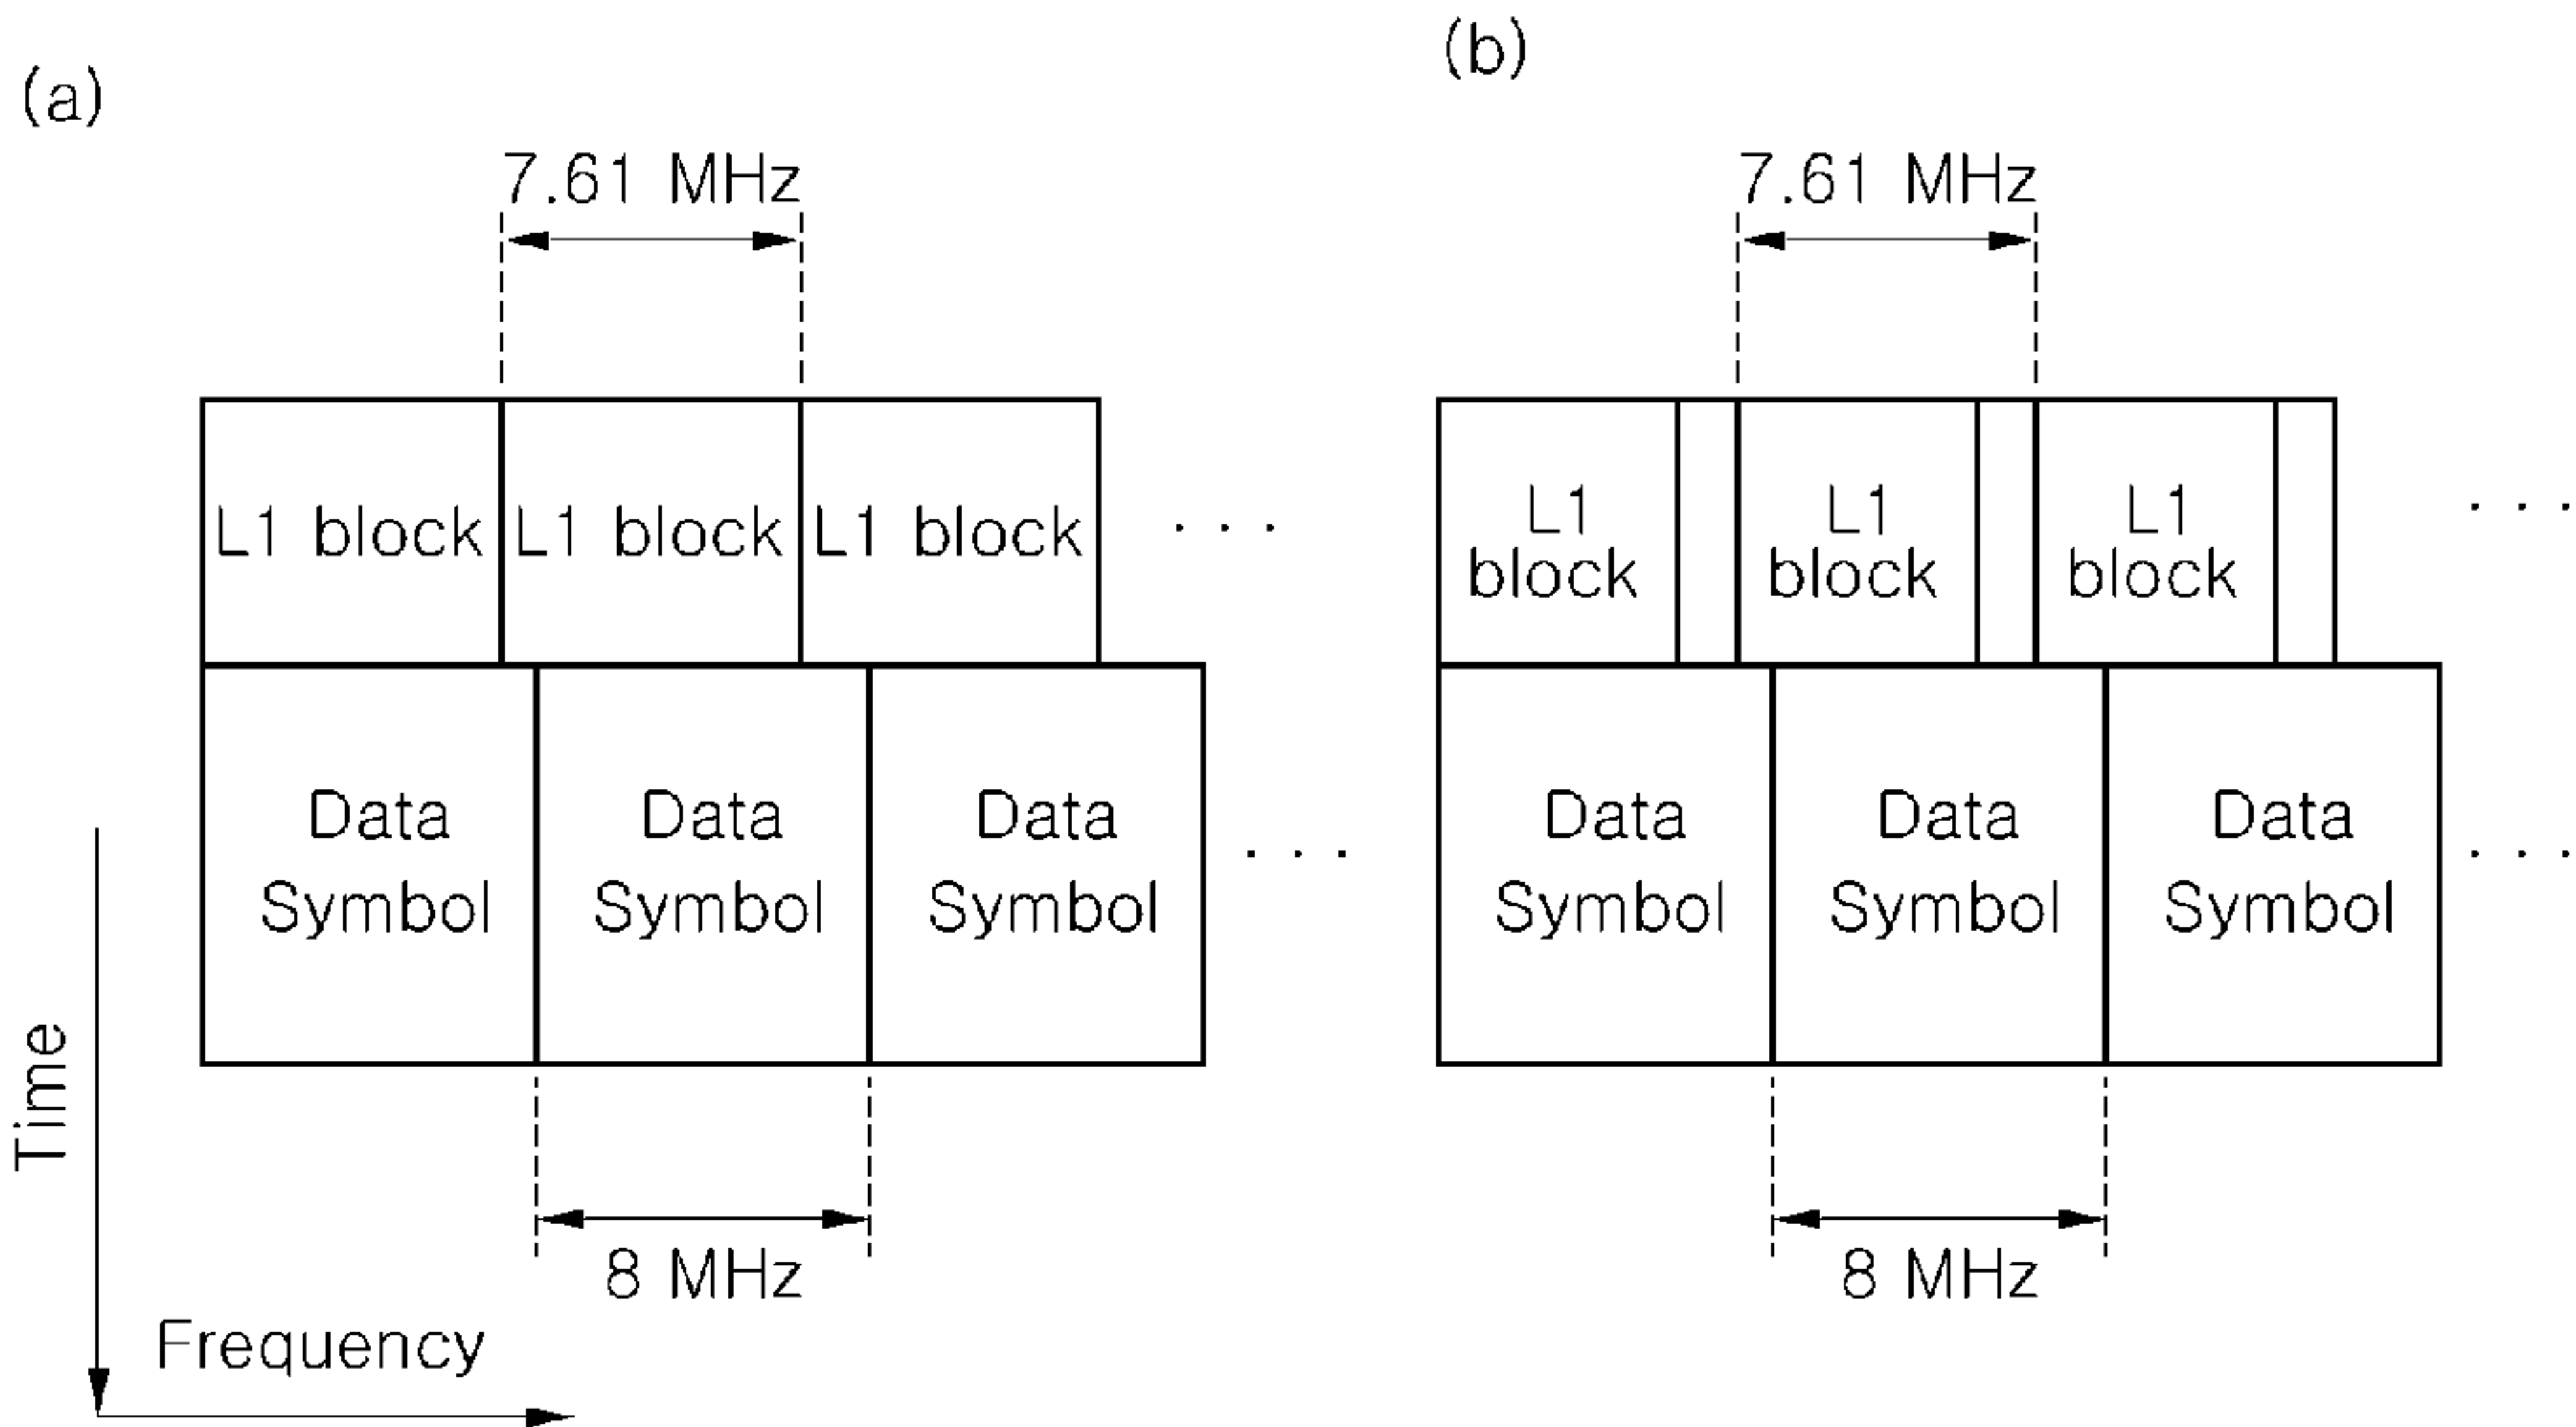 (a)
7.61 MHz
L1 block L1 block L1 block . . .
Data Symbol
Data Symbol
Data Symbol
. . .
8 MHz
Time
Frequency
(b)
7.61 MHz
L1 block
L1 block
L1 block
. . .
Data Symbol
Data Symbol
Data Symbol
. . .
8 MHz